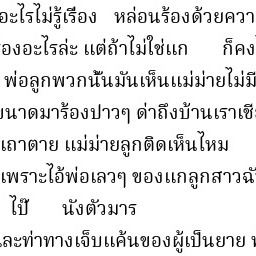 อะไรไม่รู้เรื่อง หล่อนร้องด้วยควา
องอะไรล่ะ แต่ถ้าไม่ใช่แก ก็คง
พ่อลูกพวกนั้นมันเห็นแม่ม่ายไม่มี
ขนาดมาร้องปาวๆ ด่าถึงบ้านเราเชี
เถาตาย แม่ม่ายลูกติดเห็นไหม
เพราะไอ้พ่อเลวๆ ของแกลูกสาวฉั
ไป๊ นังตัวมาร
และท่าทางเจ็บแค้นของผู้เป็นยาย